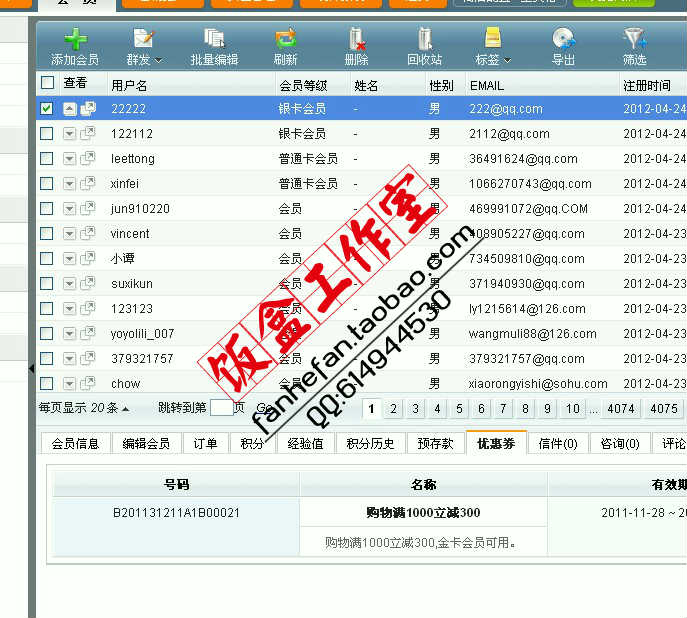 会 员
添加会员 群发 批量编辑 刷新 删除 回收站 标签 导出 筛选
查看 用户名 会员等级 姓名 性别 EMAIL 注册时间
22222 银卡会员 - 男 222@qq.com 2012-04-24
122112 银卡会员 - 男 2112@qq.com 2012-04-24
leettong 普通卡会员 - 男 36491624@qq.com 2012-04-24
xinfei 普通卡会员 - 男 1066270743@qq.com 2012-04-24
jun910220 会员 男 469991072@qq.COM 2012-04-24
vincent 会员 男 408905227@qq.com 2012-04-23
小谭 会员 男 734509810@qq.com 2012-04-23
suxikun 会员 男 371940930@qq.com 2012-04-23
123123 会员 男 ly1215614@126.com 2012-04-23
yoyolili_007 男 wangmuli88@126.com 2012-04-23
379321757 会员 - 男 379321757@qq.com 2012-04-23
chow 会员 - 男 xiaorongyishi@sohu.com 2012-04-23
饭盒工作室
fanhefan.taobao.com
QQ:614944530
每页显示 20 条 跳转到第 页 Go 1 2 3 4 5 6 7 8 9 10 ... 4074 4075
会员信息 编辑会员 订单 积分 经验值 积分历史 预存款 优惠券 信件(0) 咨询(0) 评论
号码 名称 有效期
B201131211A1B00021 购物满1000立减300 2011-11-28 ~ 20
购物满1000立减300,金卡会员可用。